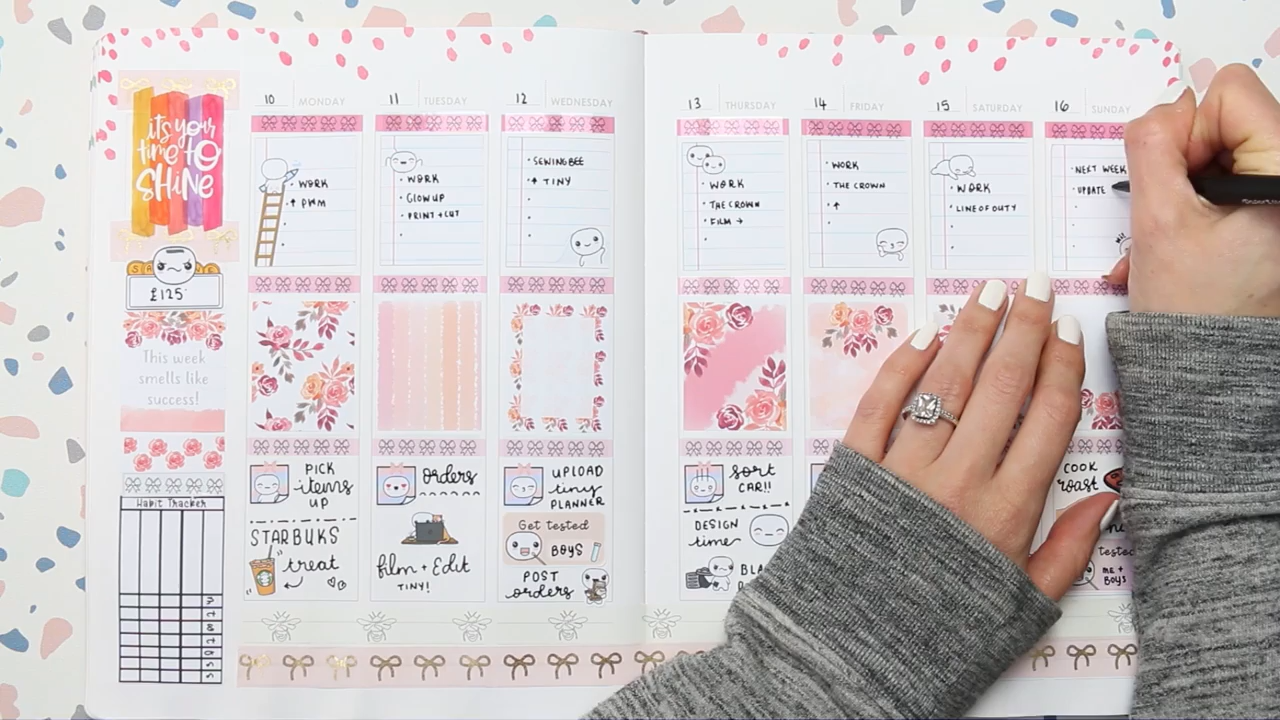 it's your
time to
SHINE
£125
This week
smells like
success!
Habit Tracker
10 MONDAY
WORK
↑ PWM
PICK
items
UP
STARBUKS
treat
11 TUESDAY
WORK
GLOW UP
PRINT + CUT
orders
film + Edit
TINY!
12 WEDNESDAY
SEWING BEE
↑ TINY
UPLOAD
tiny
PLANNER
Get tested
BOYS
POST
orders
13 THURSDAY
WORK
THE CROWN
FILM →
sort
CAR!!
DESIGN
time
14 FRIDAY
WORK
THE CROWN
↑
15 SATURDAY
WORK
LINE OF DUTY
16 SUNDAY
NEXT WEEK
UPDATE
COOK
roast
tested
ME +
BOYS